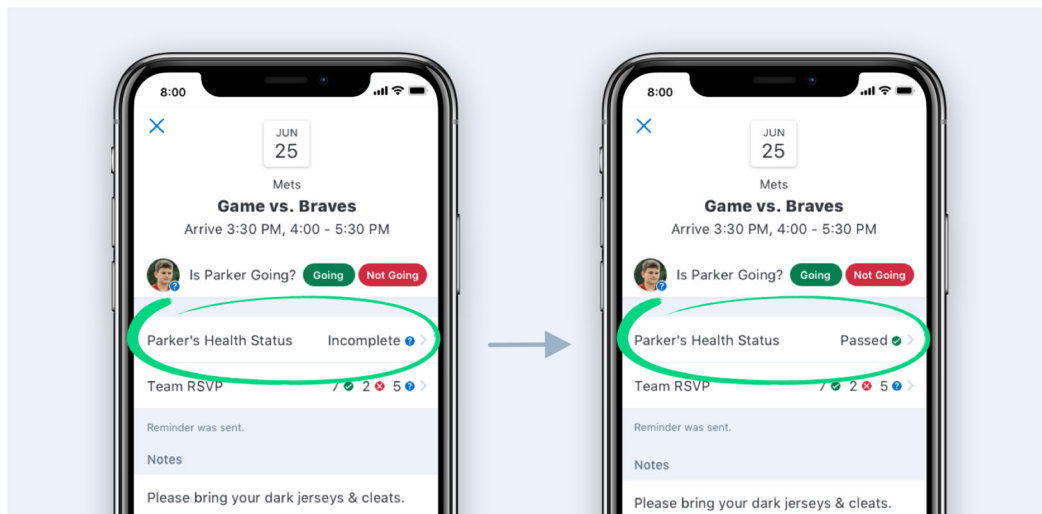 8:00
JUN
25
Mets
Game vs. Braves
Arrive 3:30 PM, 4:00 - 5:30 PM
Is Parker Going? Going Not Going
Parker's Health Status Incomplete
Team RSVP 7 2 5
Reminder was sent.
Notes
Please bring your dark jerseys & cleats.
8:00
JUN
25
Mets
Game vs. Braves
Arrive 3:30 PM, 4:00 - 5:30 PM
Is Parker Going? Going Not Going
Parker's Health Status Passed
Team RSVP 7 2 5
Reminder was sent.
Notes
Please bring your dark jerseys & cleats.